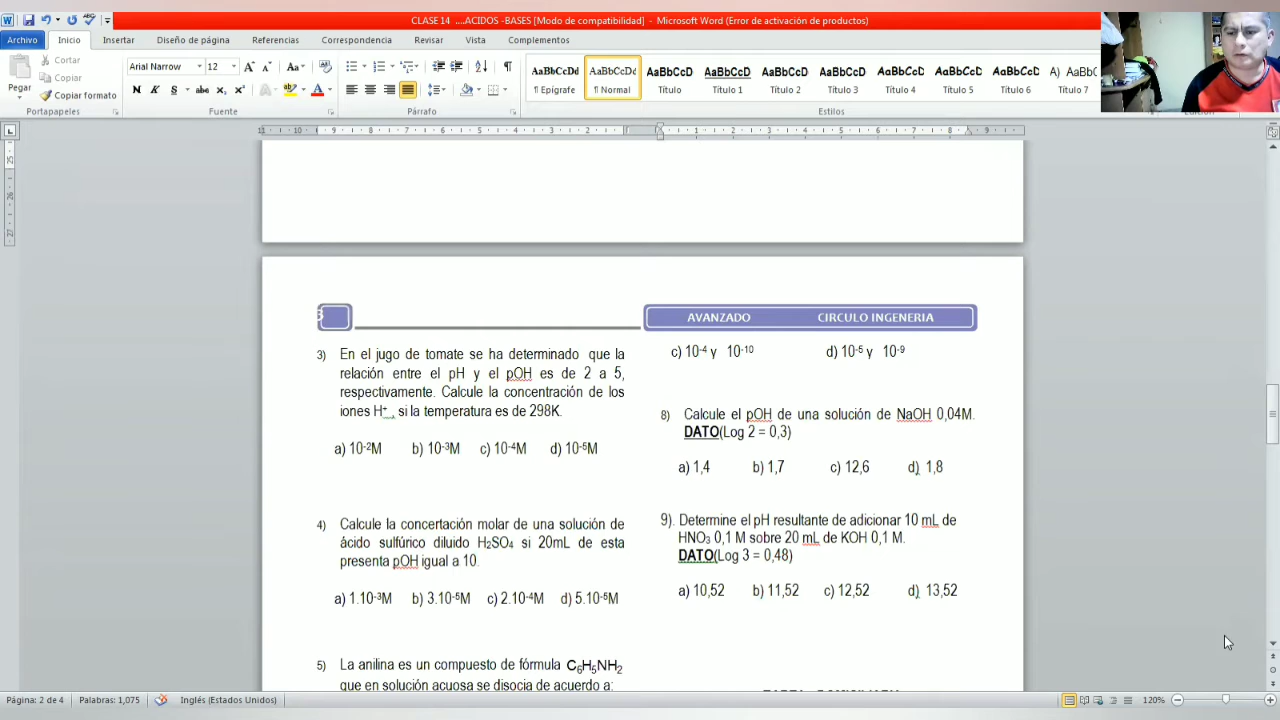 CLASE 14 ....ACIDOS -BASES [Modo de compatibilidad] - Microsoft Word (Error de activación de productos)
Archivo Inicio Insertar Diseño de página Referencias Correspondencia Revisar Vista Complementos
Pegar
Cortar
Copiar
Copiar formato
Arial Narrow 12
N K S abc x₂ x² A
Aa
AaBbCcDd AaBbCcDd AaBbCcD AaBbCcD AaBbCcD AaBbCcD AaBbCcD AaBbCcD AaBbCcD A) AaBbC
¶ Epígrafe ¶ Normal Título Título 1 Título 2 Título 3 Título 4 Título 5 Título 6 Título 7
Portapapeles Fuente Párrafo Estilos
AVANZADO CIRCULO INGENERIA
3) En el jugo de tomate se ha determinado que la
relación entre el pH y el pOH es de 2 a 5,
respectivamente. Calcule la concentración de los
iones H⁺ , si la temperatura es de 298K.
a) 10⁻²M b) 10⁻³M c) 10⁻⁴M d) 10⁻⁵M
4) Calcule la concertación molar de una solución de
ácido sulfúrico diluido H₂SO₄ si 20mL de esta
presenta pOH igual a 10.
a) 1.10⁻³M b) 3.10⁻⁵M c) 2.10⁻⁴M d) 5.10⁻⁵M
5) La anilina es un compuesto de fórmula C₆H₅NH₂
que en solución acuosa se disocia de acuerdo a:
c) 10⁻⁴ y 10⁻¹⁰ d) 10⁻⁵ y 10⁻⁹
8) Calcule el pOH de una solución de NaOH 0,04M.
DATO(Log 2 = 0,3)
a) 1,4 b) 1,7 c) 12,6 d) 1,8
9). Determine el pH resultante de adicionar 10 mL de
HNO₃ 0,1 M sobre 20 mL de KOH 0,1 M.
DATO(Log 3 = 0,48)
a) 10,52 b) 11,52 c) 12,52 d) 13,52
Página: 2 de 4 Palabras: 1,075 Inglés (Estados Unidos) 120%